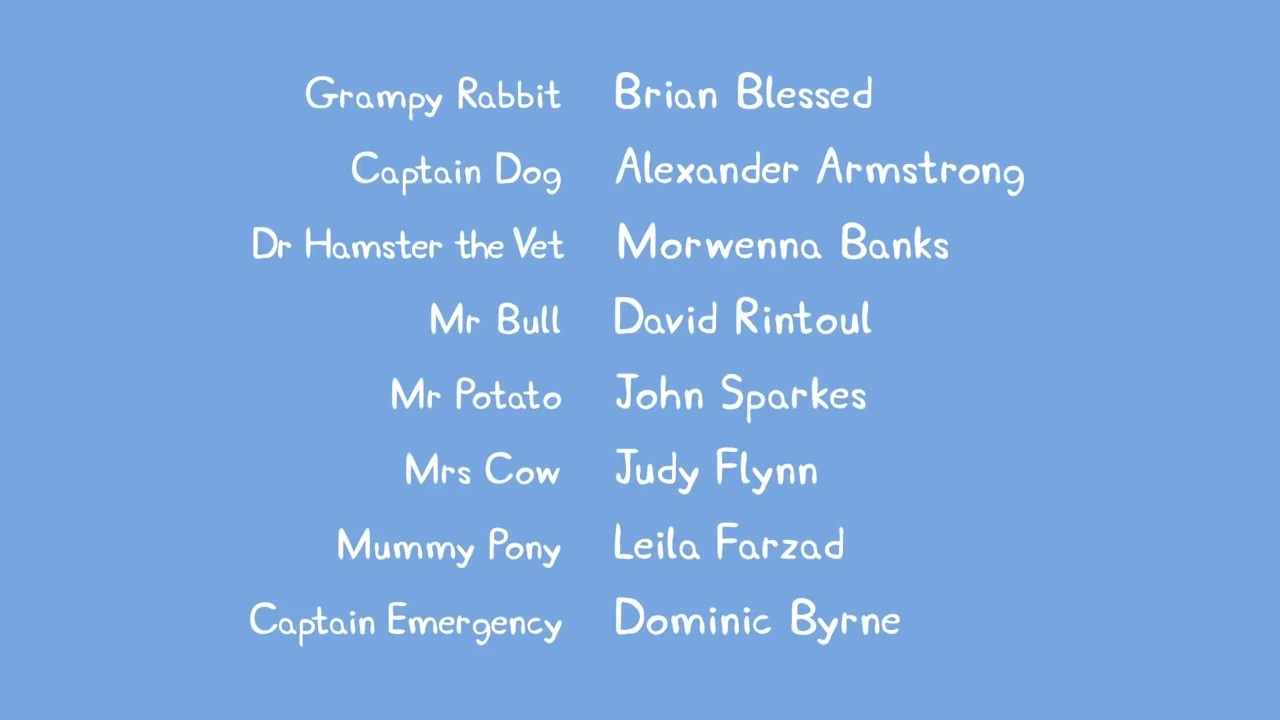 Grampy Rabbit Brian Blessed
Captain Dog Alexander Armstrong
Dr Hamster the Vet Morwenna Banks
Mr Bull David Rintoul
Mr Potato John Sparkes
Mrs Cow Judy Flynn
Mummy Pony Leila Farzad
Captain Emergency Dominic Byrne